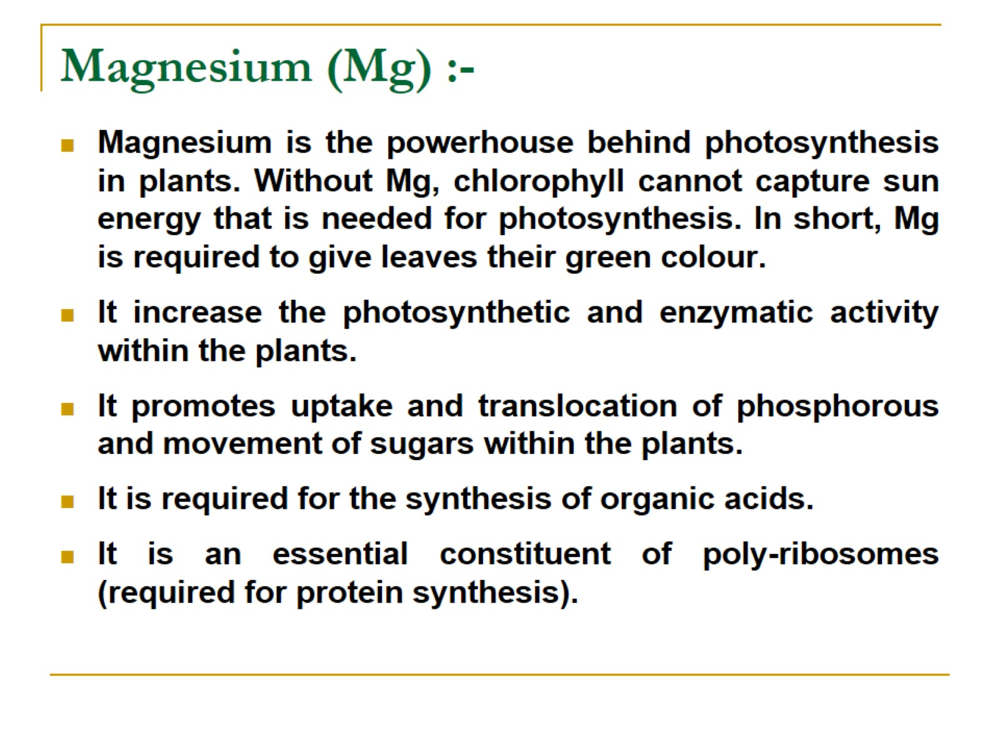 Magnesium (Mg) :-
Magnesium is the powerhouse behind photosynthesis
in plants. Without Mg, chlorophyll cannot capture sun
energy that is needed for photosynthesis. In short, Mg
is required to give leaves their green colour.
It increase the photosynthetic and enzymatic activity
within the plants.
It promotes uptake and translocation of phosphorous
and movement of sugars within the plants.
It is required for the synthesis of organic acids.
It is an essential constituent of poly-ribosomes
(required for protein synthesis).